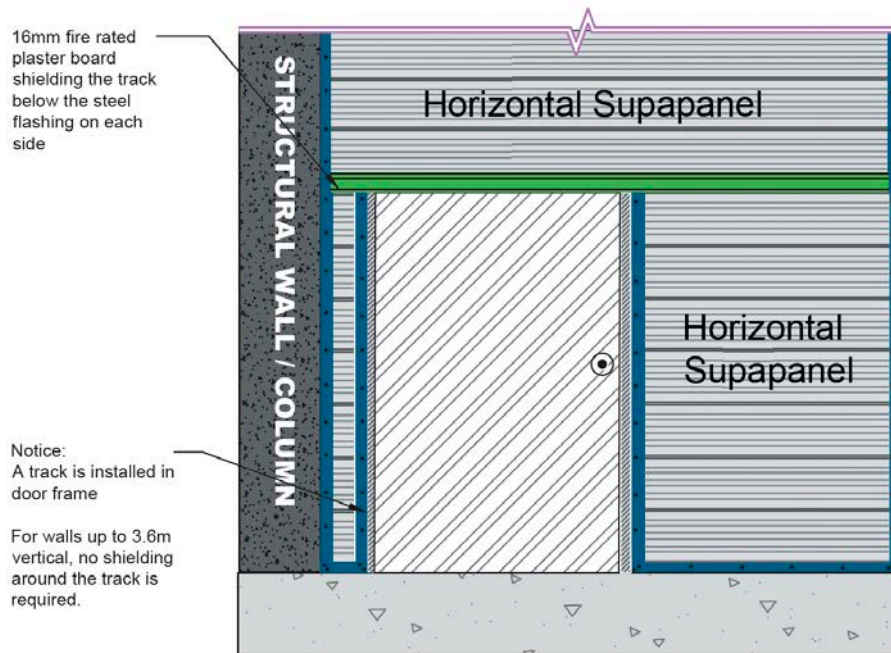 16mm fire rated
plaster board
shielding the track
below the steel
flashing on each
side
STRUCTURAL WALL / COLUMN
Horizontal Supapanel
Horizontal
Supapanel
Notice:
A track is installed in
door frame
For walls up to 3.6m
vertical, no shielding
around the track is
required.